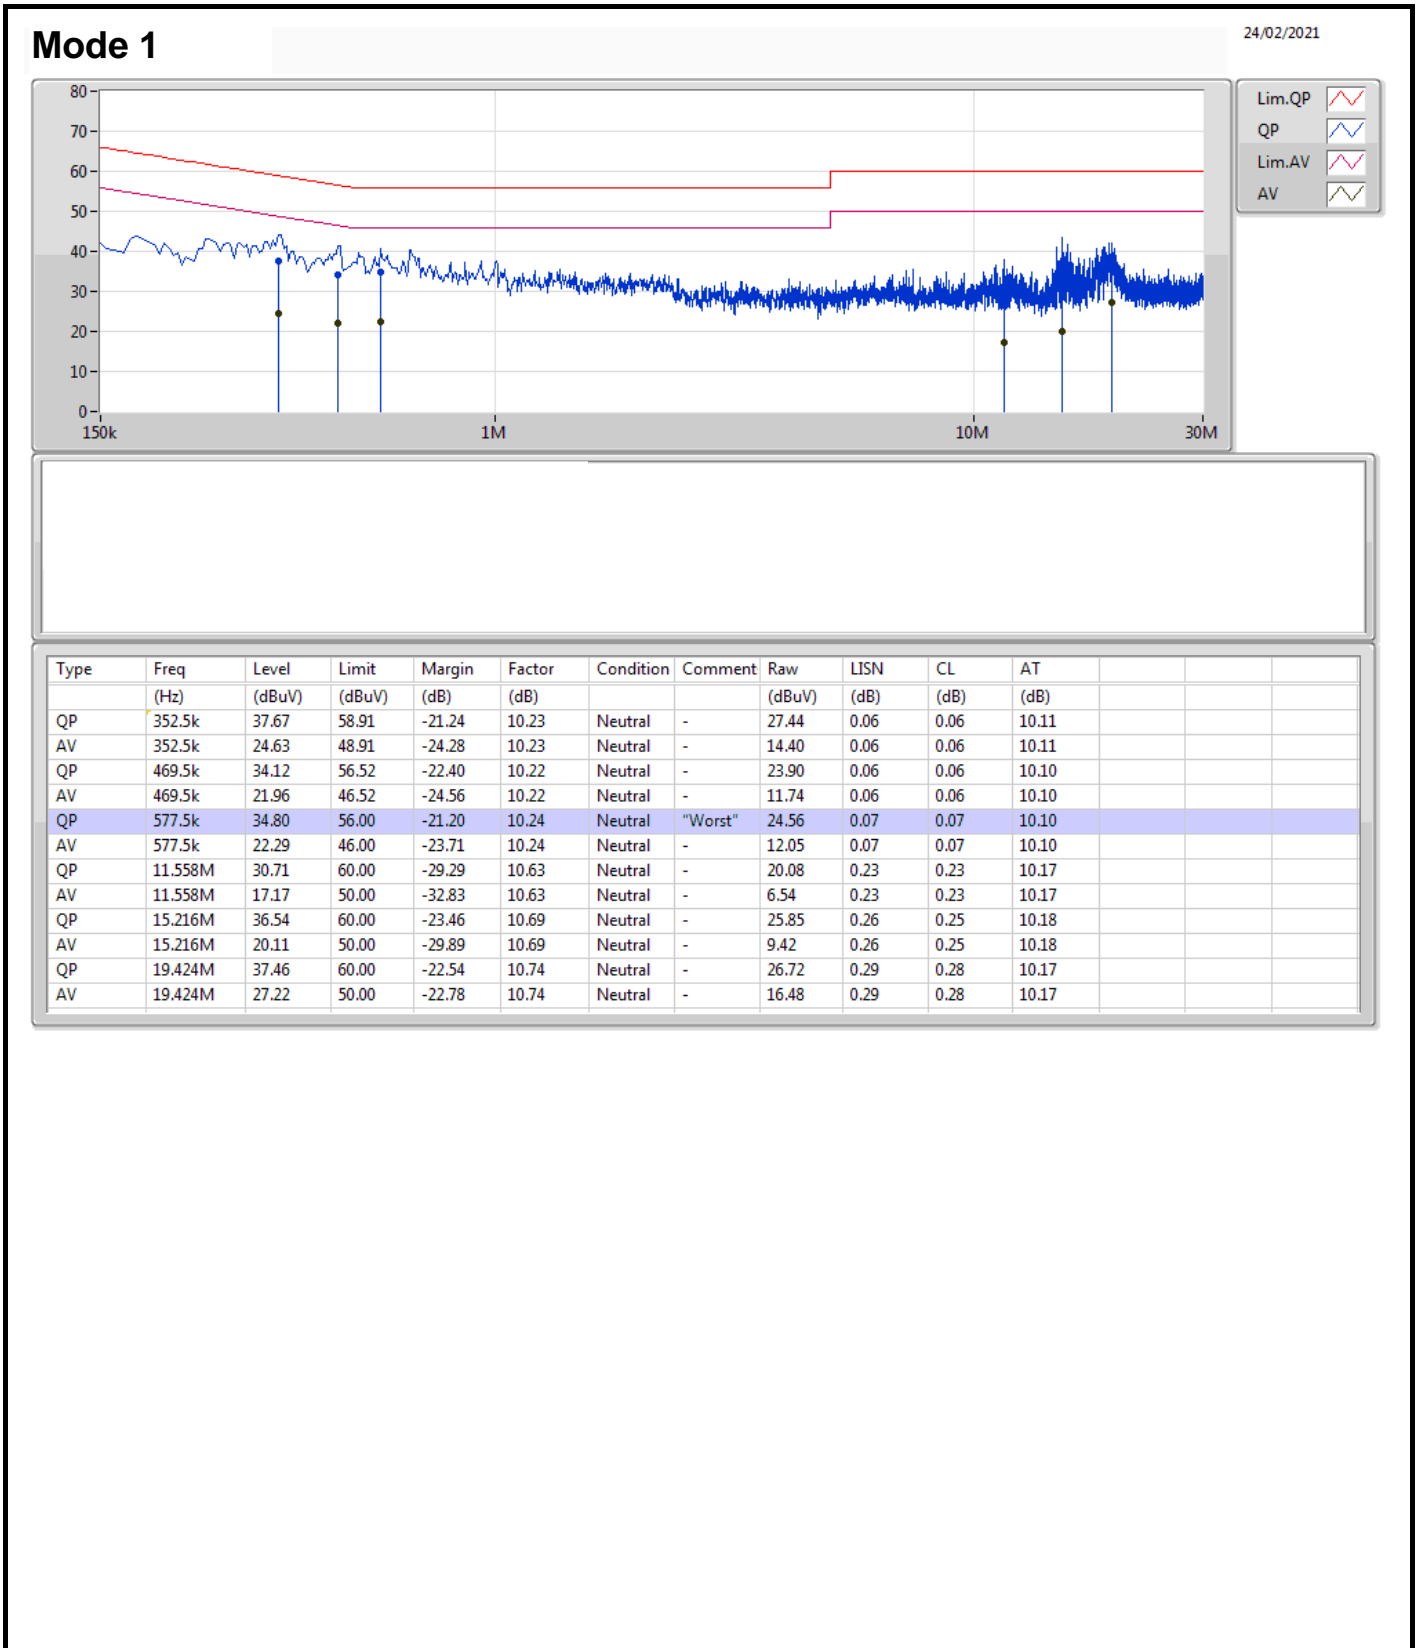 Mode 1
24/02/2021
80
70
60
50
40
30
20
10
0
150k 1M 10M 30M
Lim.QP
QP
Lim.AV
AV
Type Freq Level Limit Margin Factor Condition Comment Raw LISN CL AT
(Hz) (dBuV) (dBuV) (dB) (dB) (dBuV) (dB) (dB) (dB)
QP 352.5k 37.67 58.91 -21.24 10.23 Neutral - 27.44 0.06 0.06 10.11
AV 352.5k 24.63 48.91 -24.28 10.23 Neutral - 14.40 0.06 0.06 10.11
QP 469.5k 34.12 56.52 -22.40 10.22 Neutral - 23.90 0.06 0.06 10.10
AV 469.5k 21.96 46.52 -24.56 10.22 Neutral - 11.74 0.06 0.06 10.10
QP 577.5k 34.80 56.00 -21.20 10.24 Neutral "Worst" 24.56 0.07 0.07 10.10
AV 577.5k 22.29 46.00 -23.71 10.24 Neutral - 12.05 0.07 0.07 10.10
QP 11.558M 30.71 60.00 -29.29 10.63 Neutral - 20.08 0.23 0.23 10.17
AV 11.558M 17.17 50.00 -32.83 10.63 Neutral - 6.54 0.23 0.23 10.17
QP 15.216M 36.54 60.00 -23.46 10.69 Neutral - 25.85 0.26 0.25 10.18
AV 15.216M 20.11 50.00 -29.89 10.69 Neutral - 9.42 0.26 0.25 10.18
QP 19.424M 37.46 60.00 -22.54 10.74 Neutral - 26.72 0.29 0.28 10.17
AV 19.424M 27.22 50.00 -22.78 10.74 Neutral - 16.48 0.29 0.28 10.17